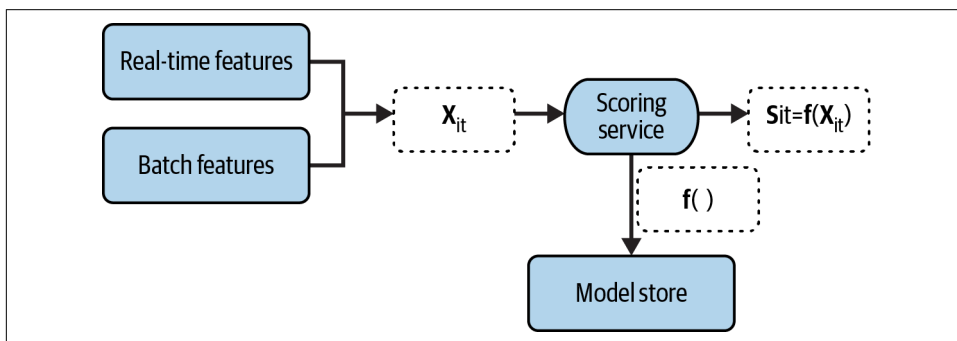 Real-time features
Batch features
Xit
Scoring
service
Sit=f(Xit)
f( )
Model store